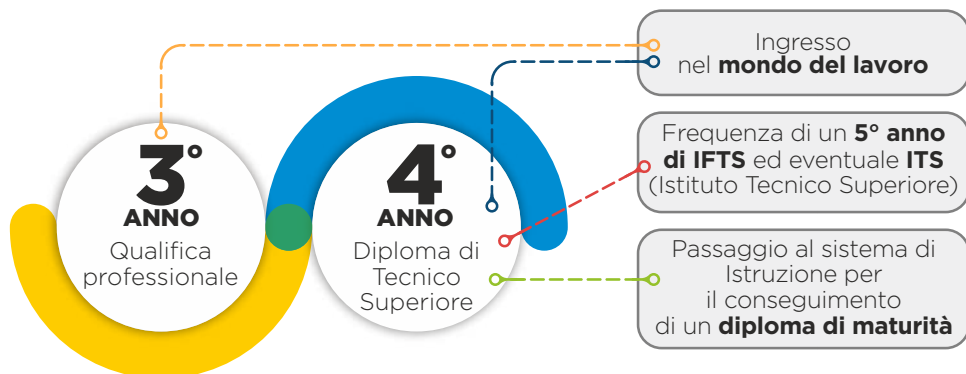 3°
ANNO
Qualifica
professionale
4°
ANNO
Diploma di
Tecnico
Superiore
Ingresso
nel mondo del lavoro
Frequenza di un 5° anno
di IFTS ed eventuale ITS
(Istituto Tecnico Superiore)
Passaggio al sistema di
Istruzione per
il conseguimento
di un diploma di maturità